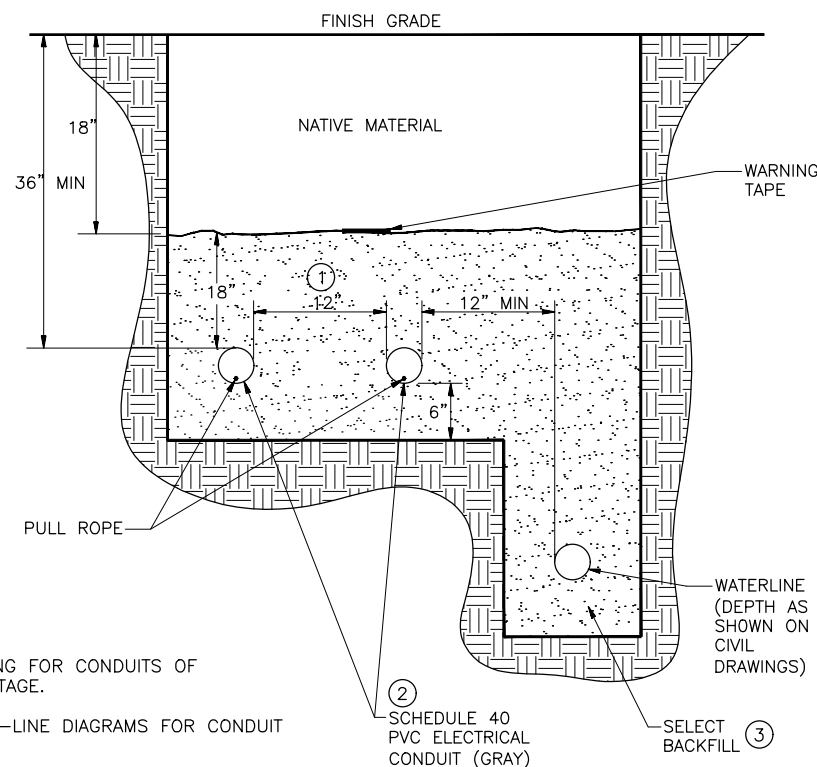 FINISH GRADE
18"
NATIVE MATERIAL
36" MIN
WARNING
TAPE
1
18"
12"
12" MIN
6"
PULL ROPE
WATERLINE
(DEPTH AS
SHOWN ON
CIVIL
DRAWINGS)
NG FOR CONDUITS OF
TAGE.
-LINE DIAGRAMS FOR CONDUIT
2
SCHEDULE 40
PVC ELECTRICAL
CONDUIT (GRAY)
SELECT
BACKFILL 3